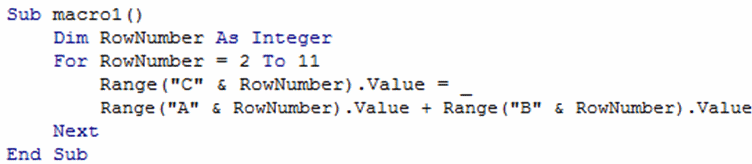 Sub macro1()
    Dim RowNumber As Integer
    For RowNumber = 2 To 11
        Range("C" & RowNumber).Value = _
        Range("A" & RowNumber).Value + Range("B" & RowNumber).Value
    Next
End Sub